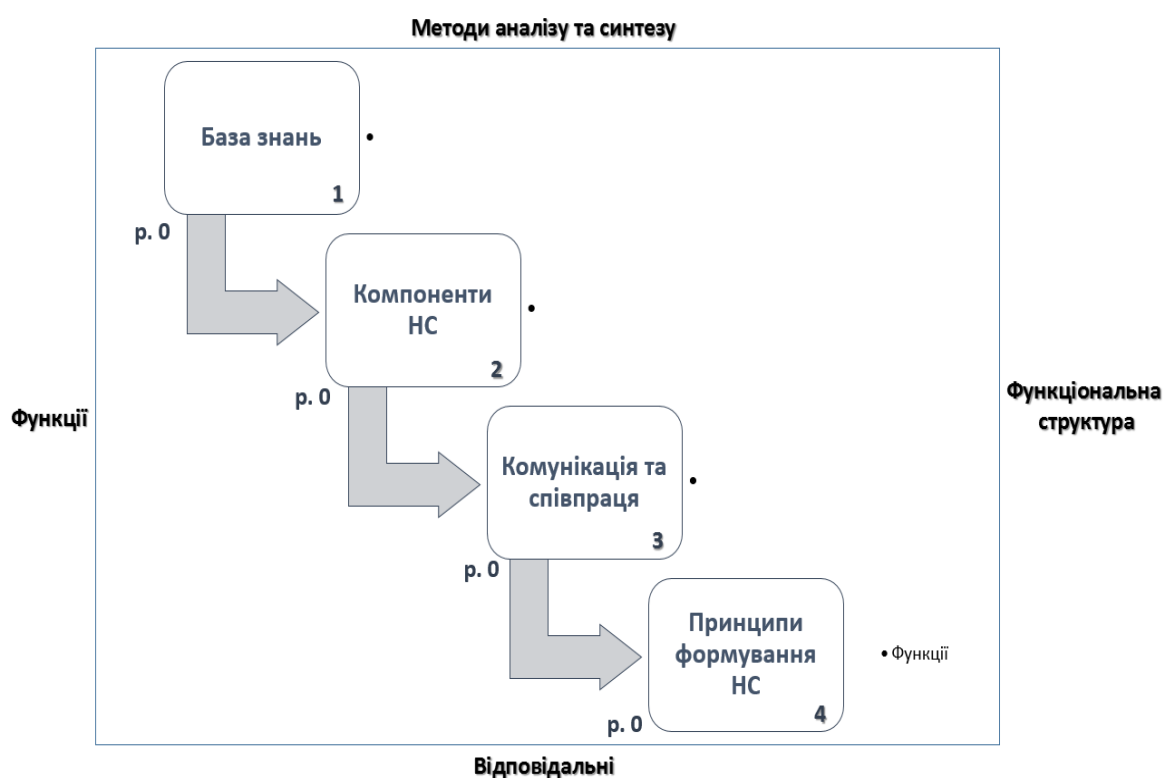 Методи аналізу та синтезу
База знань
•
1
р. 0
Компоненти
НС
•
2
р. 0
Функції
Функціональна
структура
Комунікація та
співпраця
•
3
р. 0
Принципи
формування
НС
• Функції
4
р. 0
Відповідальні